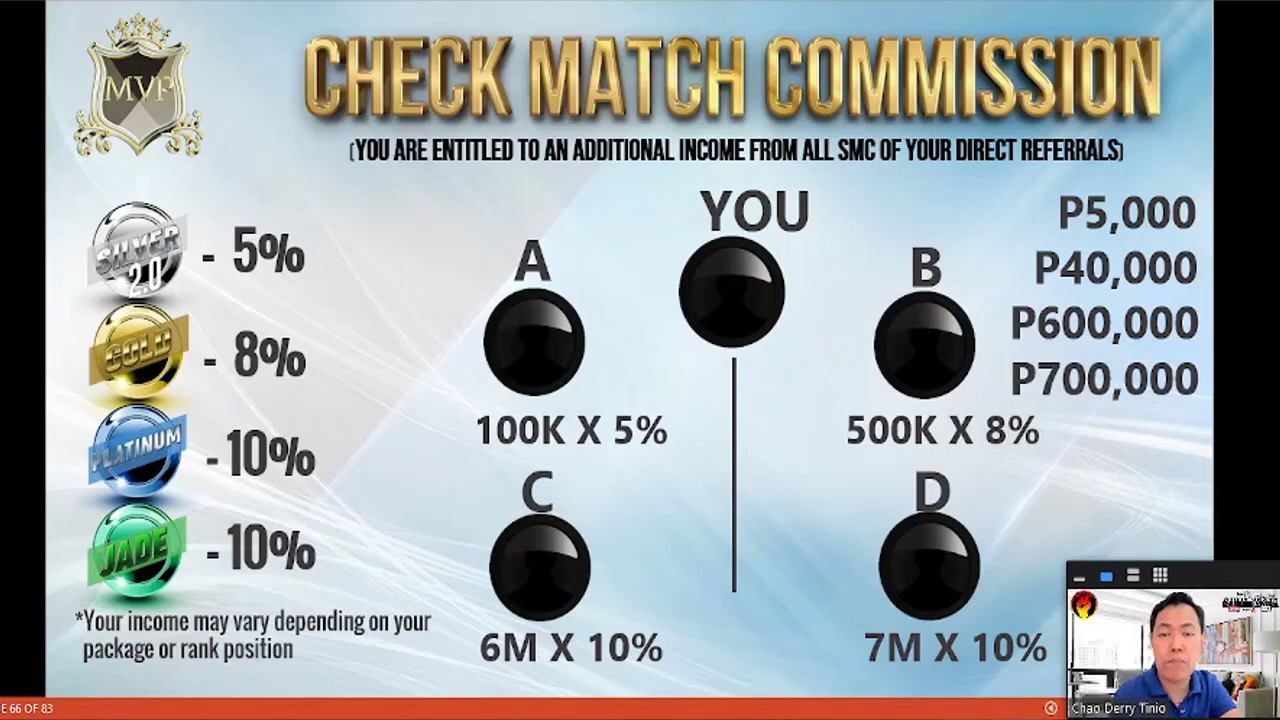 MVP
CHECK MATCH COMMISSION
(YOU ARE ENTITLED TO AN ADDITIONAL INCOME FROM ALL SMC OF YOUR DIRECT REFERRALS)
SILVER 2.0 - 5%
GOLD - 8%
PLATINUM - 10%
JADE - 10%
*Your income may vary depending on your
package or rank position
YOU
A
B
100K X 5%
500K X 8%
C
D
6M X 10%
7M X 10%
P5,000
P40,000
P600,000
P700,000
E 66 OF 83
Chao Derry Tinio